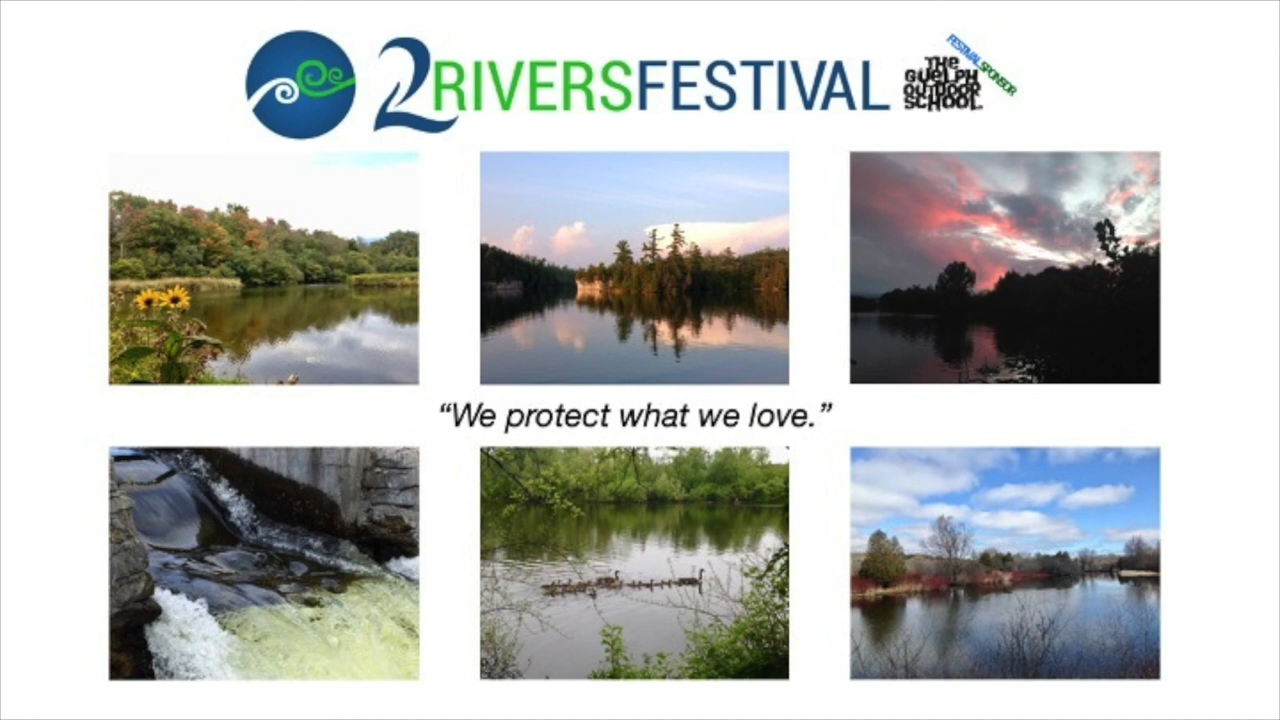 2RIVERSFESTIVAL
FESTIVAL SPONSOR
THE
GUELPH
OUTDOOR
SCHOOL.
“We protect what we love.”